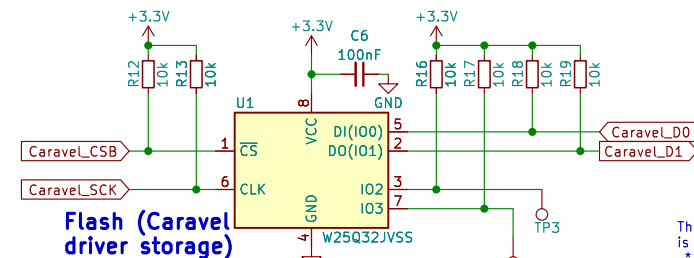 +3.3V
+3.3V
+3.3V
C6
100nF
GND
R12
10k
R13
10k
R16
10k
R17
10k
R18
10k
R19
10k
U1
8
VCC
Caravel_CSB
1
CS
DI(IO0)
5
Caravel_D0
DO(IO1)
2
Caravel_D1
Caravel_SCK
6
CLK
IO2
3
IO3
7
TP3
GND
4
W25Q32JVSS
Flash (Caravel
driver storage)
Th
is